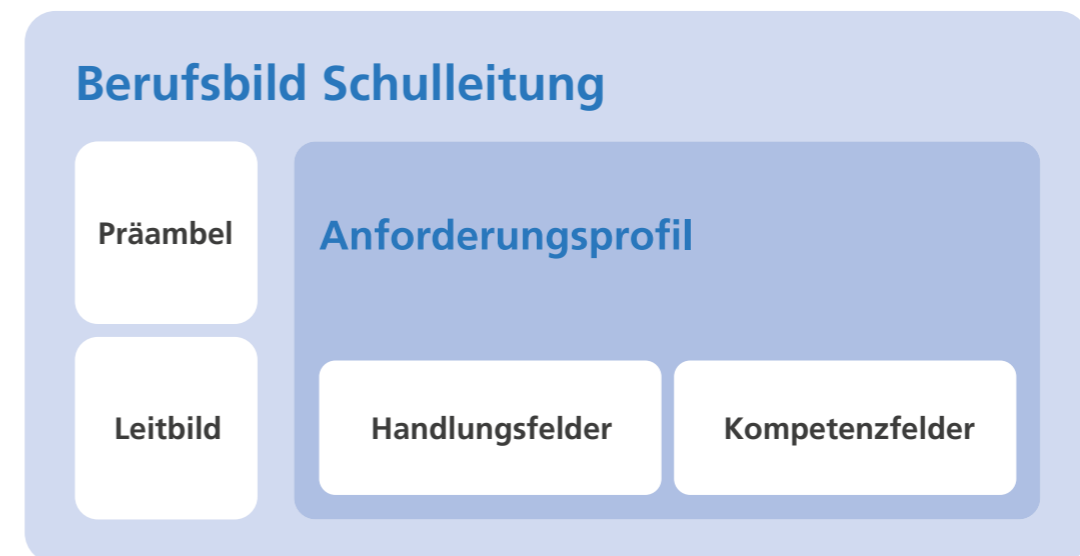 Berufsbild Schulleitung
Präambel
Anforderungsprofil
Leitbild
Handlungsfelder
Kompetenzfelder